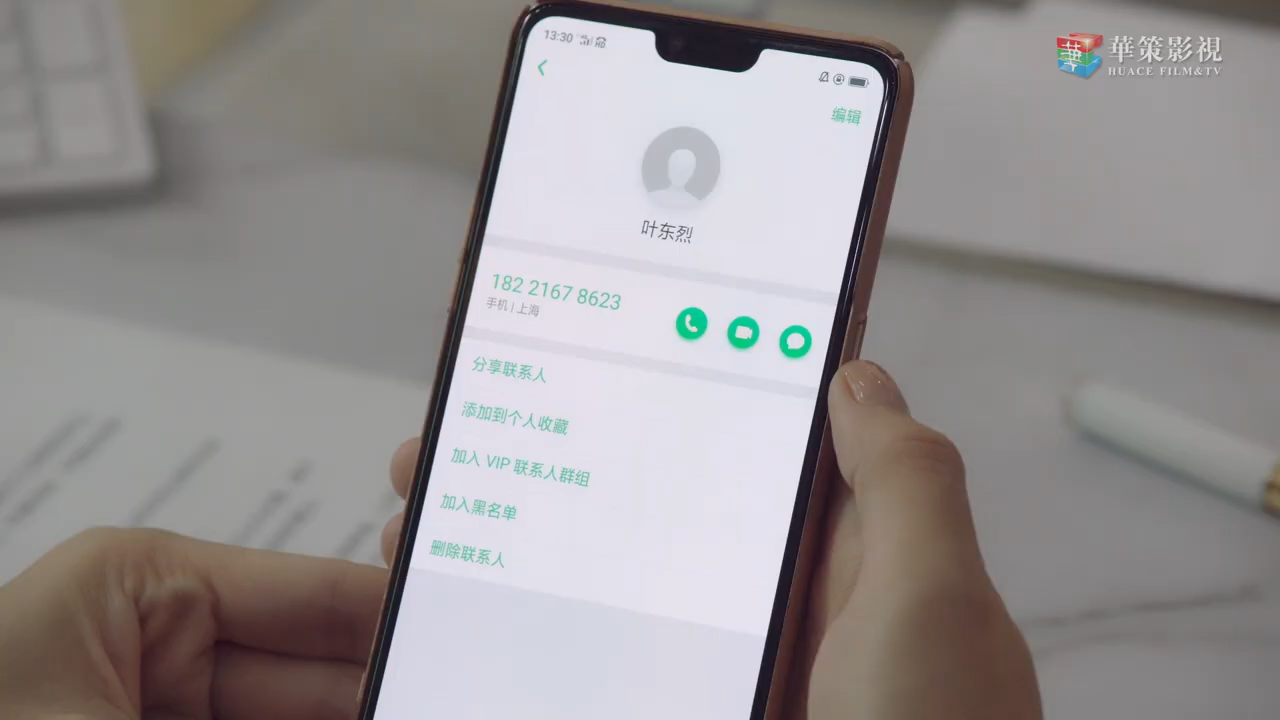 華策影視
HUACE FILM&TV
13:30
编辑
叶东烈
182 2167 8623
手机 | 上海
分享联系人
添加到个人收藏
加入 VIP 联系人群组
加入黑名单
删除联系人